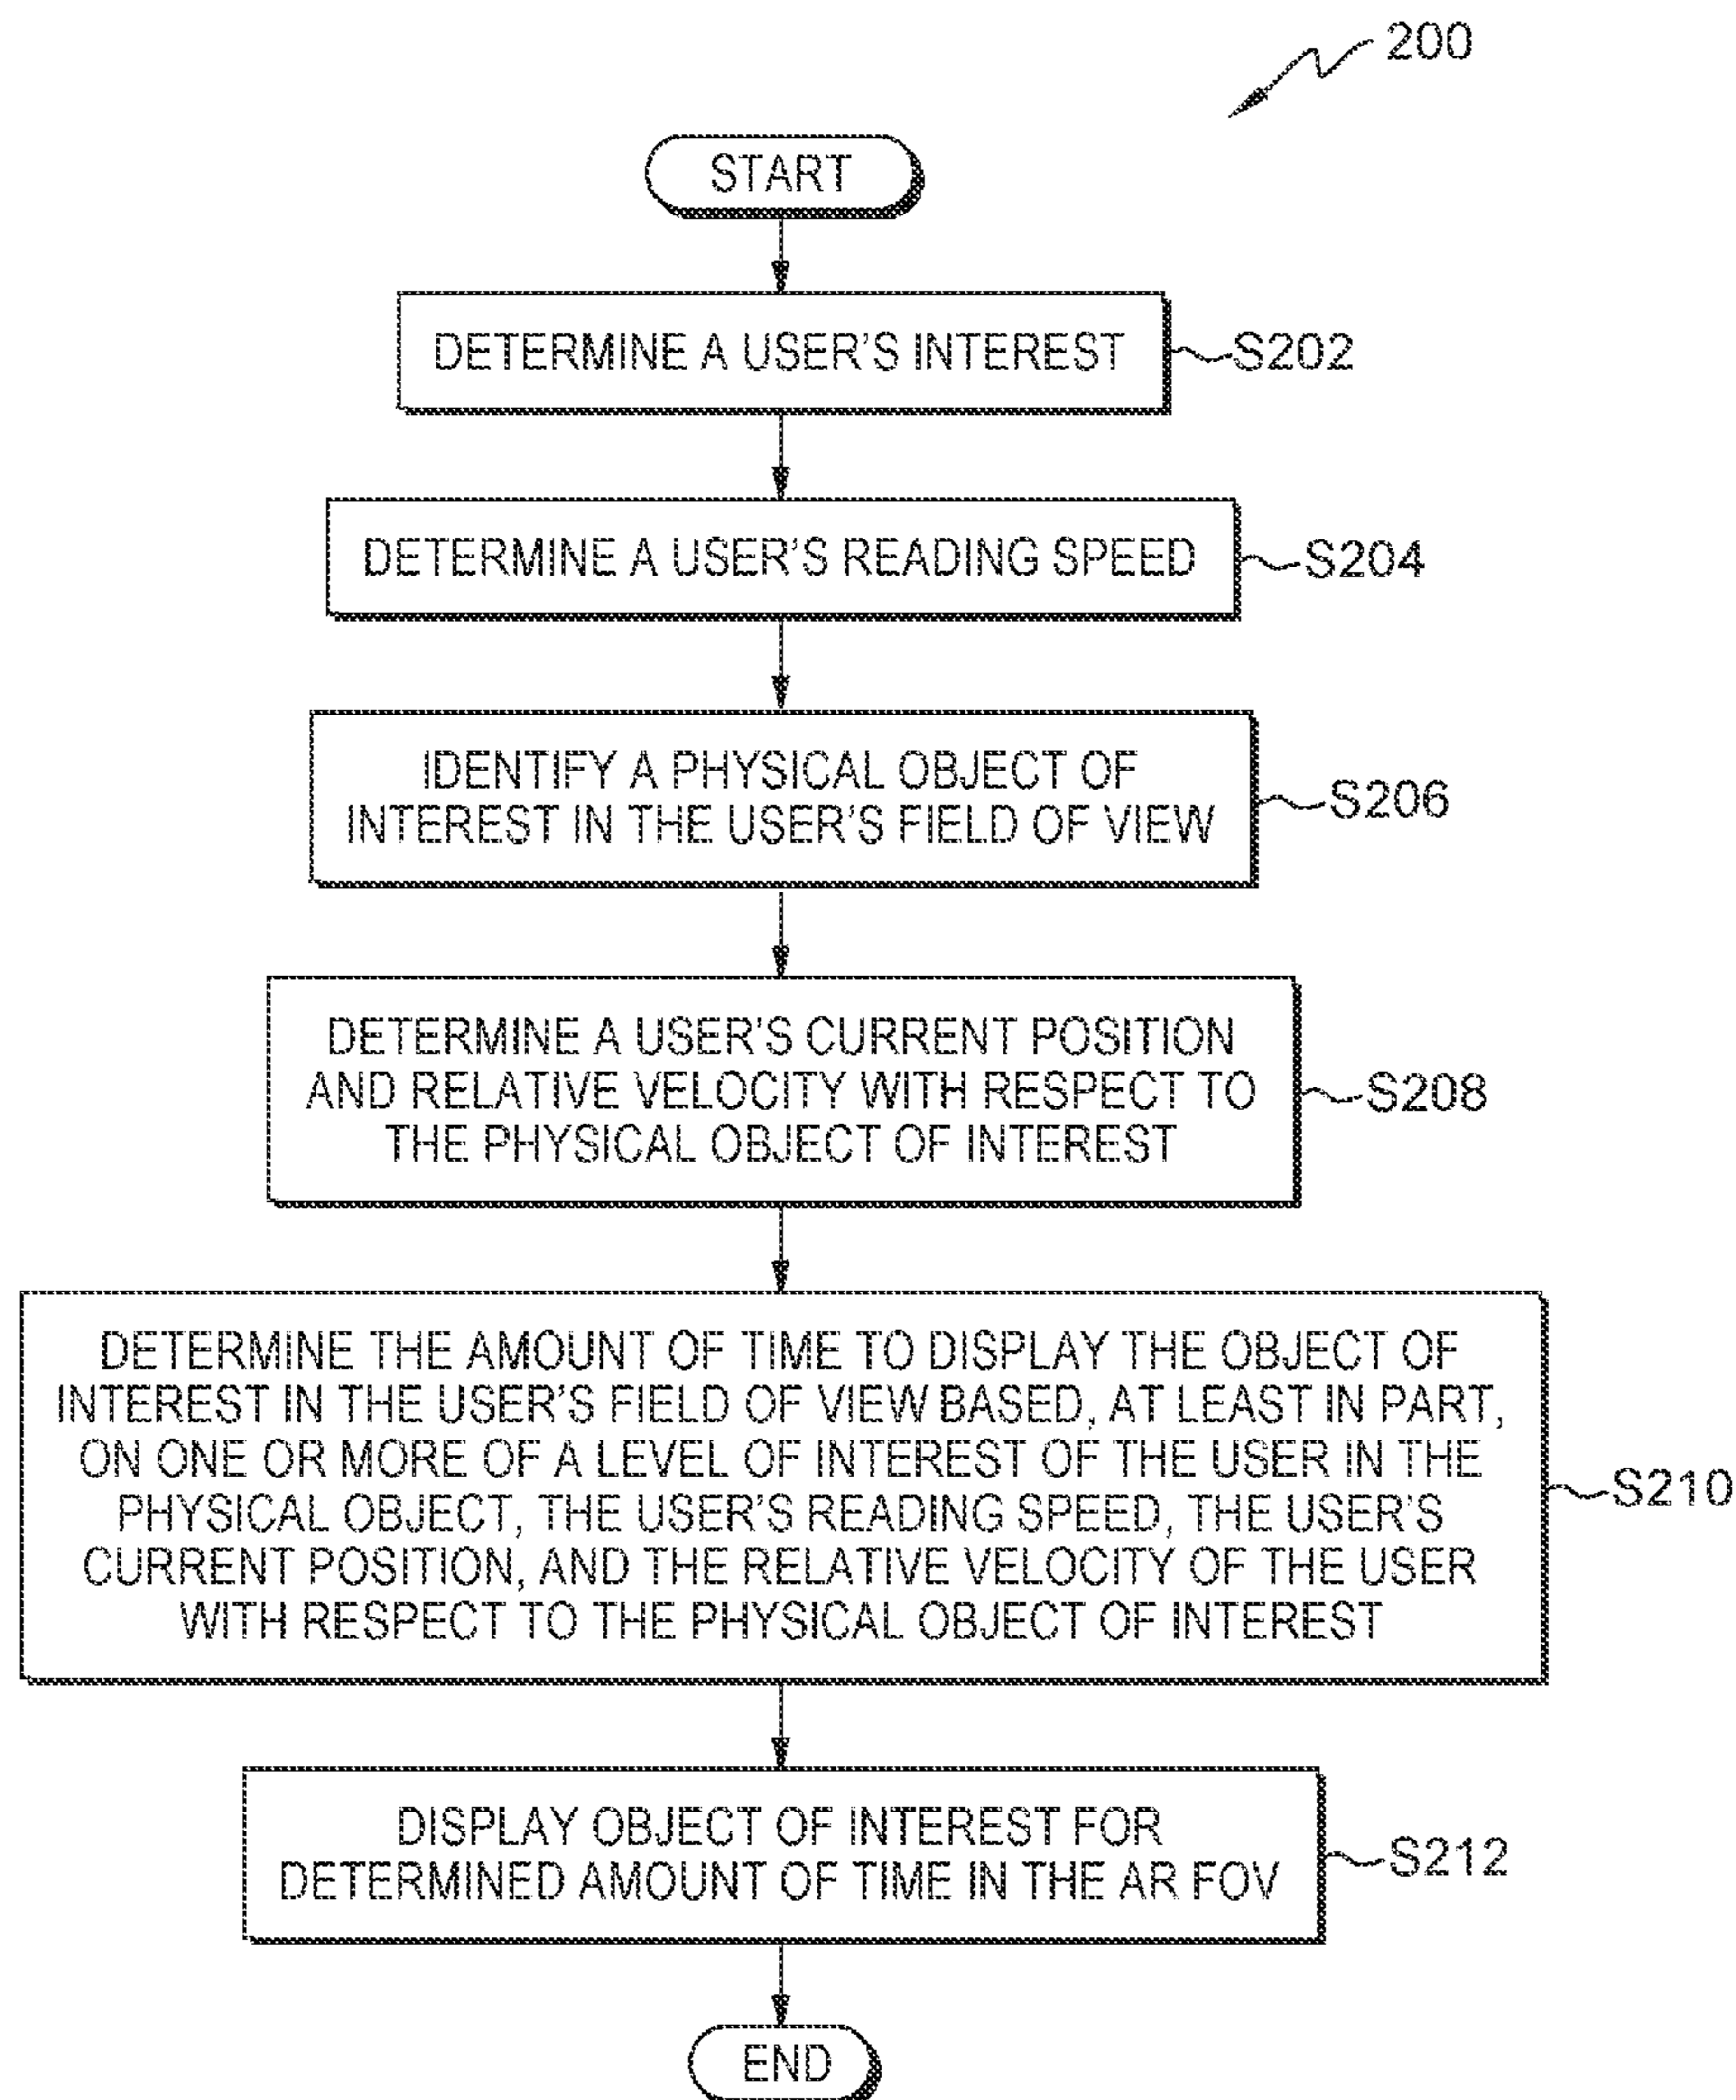 200
START
DETERMINE A USER'S INTEREST
S202
DETERMINE A USER'S READING SPEED
S204
IDENTIFY A PHYSICAL OBJECT OF
INTEREST IN THE USER'S FIELD OF VIEW
S206
DETERMINE A USER'S CURRENT POSITION
AND RELATIVE VELOCITY WITH RESPECT TO
THE PHYSICAL OBJECT OF INTEREST
S208
DETERMINE THE AMOUNT OF TIME TO DISPLAY THE OBJECT OF
INTEREST IN THE USER'S FIELD OF VIEW BASED, AT LEAST IN PART,
ON ONE OR MORE OF A LEVEL OF INTEREST OF THE USER IN THE
PHYSICAL OBJECT, THE USER'S READING SPEED, THE USER'S
CURRENT POSITION, AND THE RELATIVE VELOCITY OF THE USER
WITH RESPECT TO THE PHYSICAL OBJECT OF INTEREST
S210
DISPLAY OBJECT OF INTEREST FOR
DETERMINED AMOUNT OF TIME IN THE AR FOV
S212
END